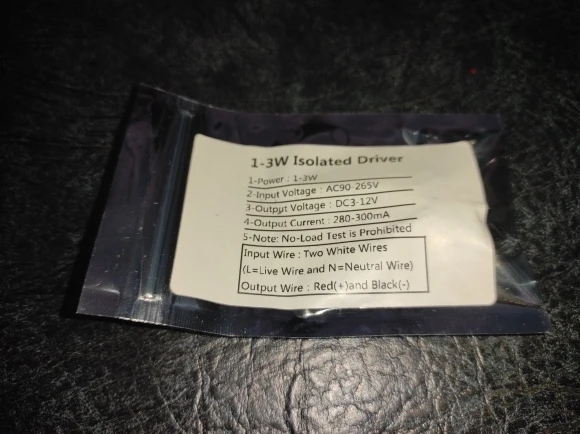 1-3W Isolated Driver
1-Power : 1-3W
2-Input Voltage : AC90-265V
3-Output Voltage : DC3-12V
4-Output Current : 280-300mA
5-Note: No-Load Test is Prohibited
Input Wire : Two White Wires
(L=Live Wire and N=Neutral Wire)
Output Wire : Red(+)and Black(-)